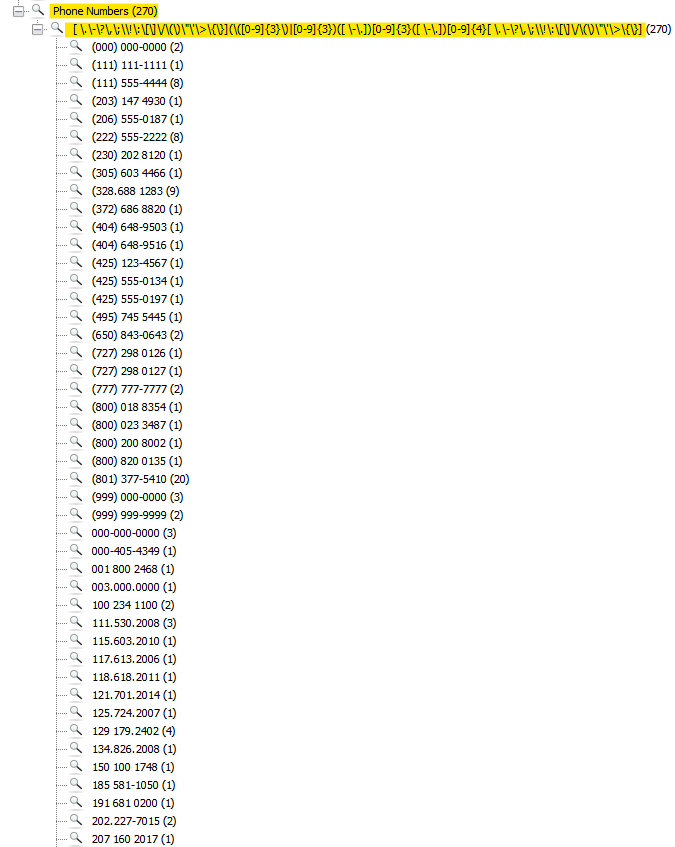 Phone Numbers (270)
[ \.\-\?\,\;\\!\:\[\]\/\(\)\"\'\>\{\}](\([0-9]{3}\)|[0-9]{3})([ \-\.])[0-9]{3}([ \-\.])[0-9]{4}[ \.\-\?\,\;\\!\:\[\]\/\(\)\"\'\>\{\}] (270)
(000) 000-0000 (2)
(111) 111-1111 (1)
(111) 555-4444 (8)
(203) 147 4930 (1)
(206) 555-0187 (1)
(222) 555-2222 (8)
(230) 202 8120 (1)
(305) 603 4466 (1)
(328.688 1283 (9)
(372) 686 8820 (1)
(404) 648-9503 (1)
(404) 648-9516 (1)
(425) 123-4567 (1)
(425) 555-0134 (1)
(425) 555-0197 (1)
(495) 745 5445 (1)
(650) 843-0643 (2)
(727) 298 0126 (1)
(727) 298 0127 (1)
(777) 777-7777 (2)
(800) 018 8354 (1)
(800) 023 3487 (1)
(800) 200 8002 (1)
(800) 820 0135 (1)
(801) 377-5410 (20)
(999) 000-0000 (3)
(999) 999-9999 (2)
000-000-0000 (3)
000-405-4349 (1)
001 800 2468 (1)
003.000.0000 (1)
100 234 1100 (2)
111.530.2008 (3)
115.603.2010 (1)
117.613.2006 (1)
118.618.2011 (1)
121.701.2014 (1)
125.724.2007 (1)
129 179.2402 (4)
134.826.2008 (1)
150 100 1748 (1)
185 581-1050 (1)
191 681 0200 (1)
202.227-7015 (2)
207 160 2017 (1)